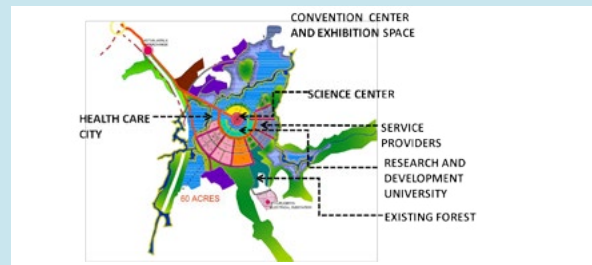 CONVENTION CENTER
AND EXHIBITION SPACE
SCIENCE CENTER
HEALTH CARE
CITY
SERVICE
PROVIDERS
RESEARCH AND
DEVELOPMENT
UNIVERSITY
60 ACRES
EXISTING FOREST